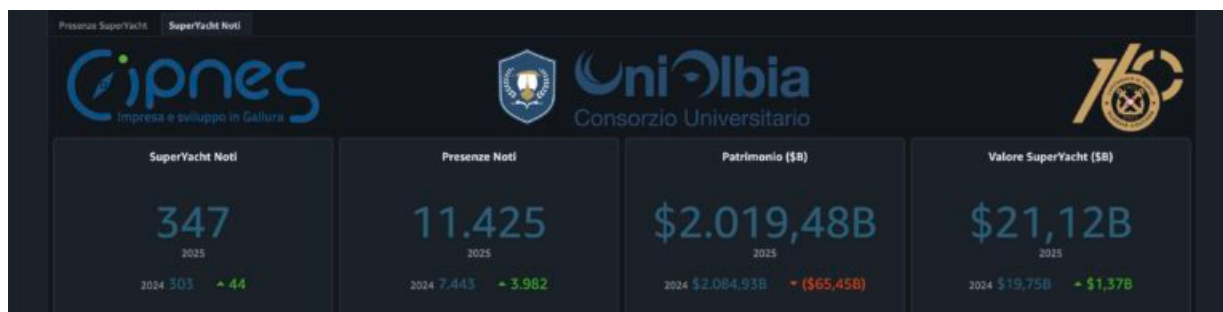 Presenze SuperYacht SuperYacht Noti
Cipnes
Impresa e sviluppo in Gallura
UniOlbia
Consorzio Universitario
160
SuperYacht Noti
347
2025
2024 303 44
Presenze Noti
11.425
2025
2024 7.443 3.982
Patrimonio ($B)
$2.019,48B
2025
2024 $2.084,93B ($65,45B)
Valore SuperYacht ($B)
$21,12B
2025
2024 $19,75B $1,37B